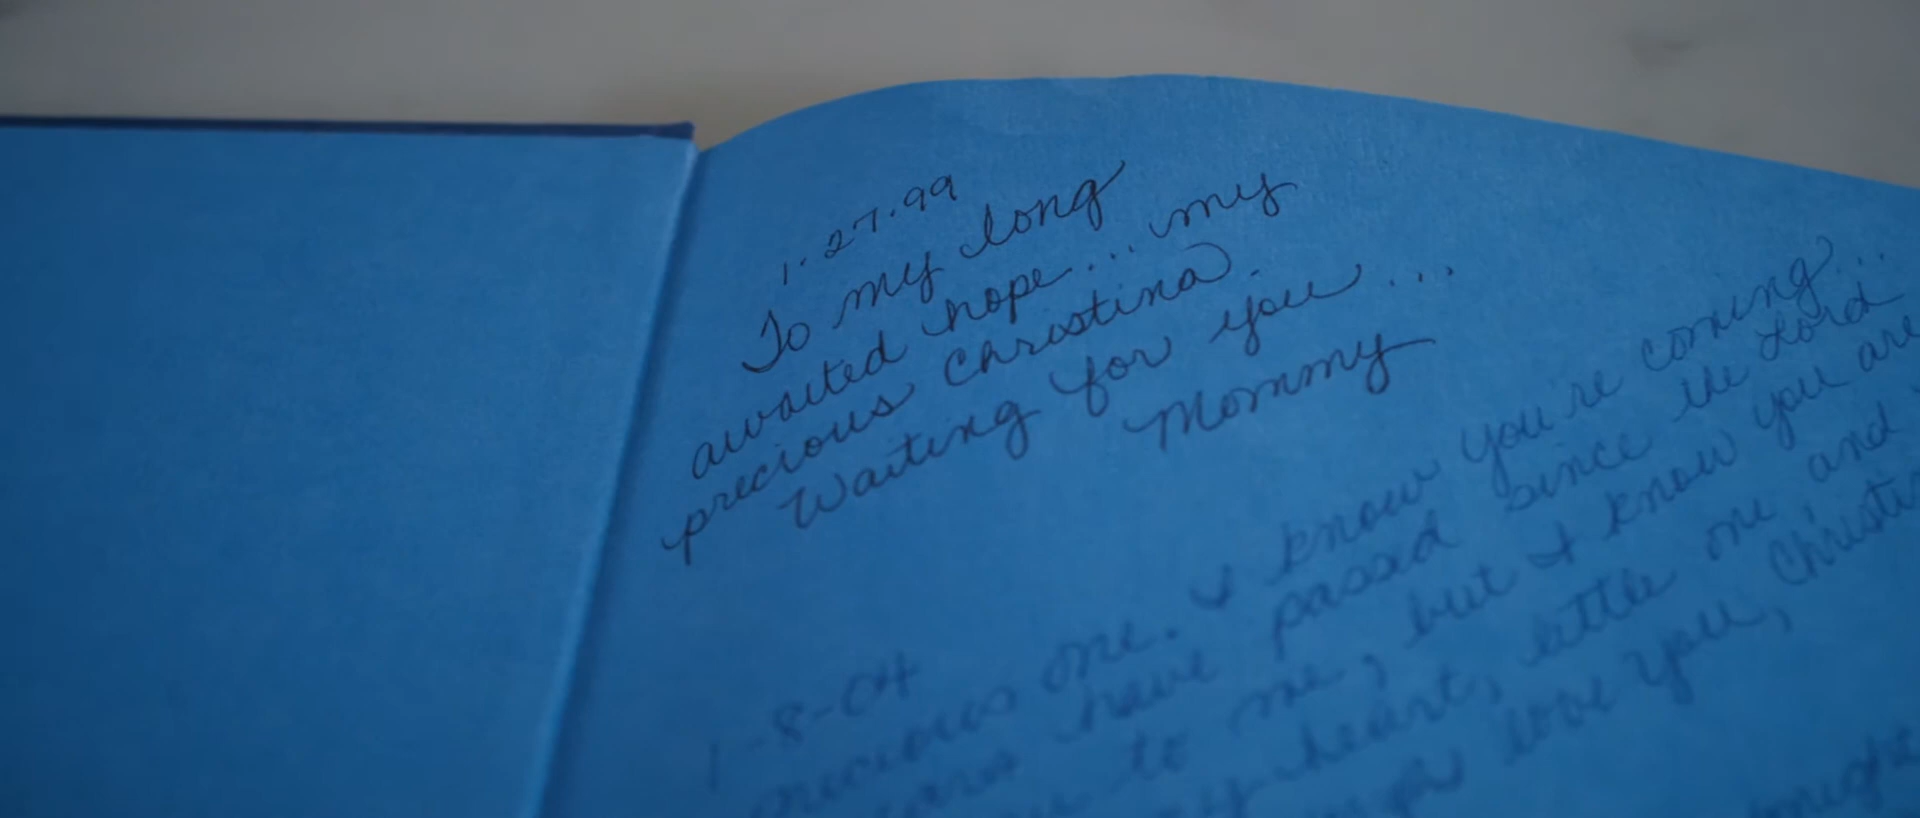 1.27.99
To my long
awaited hope... my
precious Christina.
Waiting for you...
Mommy
1-8-04
precious one. I know you're coming...
have passed since the Lord
to me, but I know you are
my heart, little one, and
love you, Christin